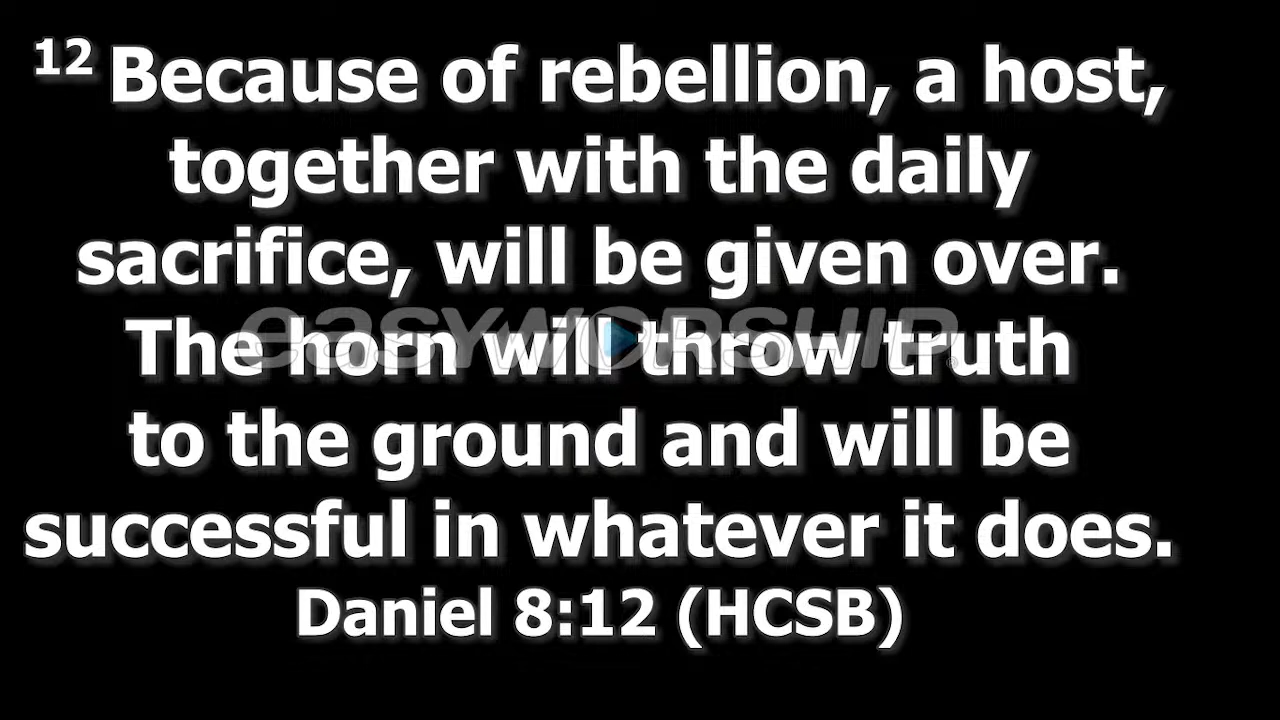 12 Because of rebellion, a host,
together with the daily
sacrifice, will be given over.
The horn will throw truth
easyworship
to the ground and will be
successful in whatever it does.
Daniel 8:12 (HCSB)